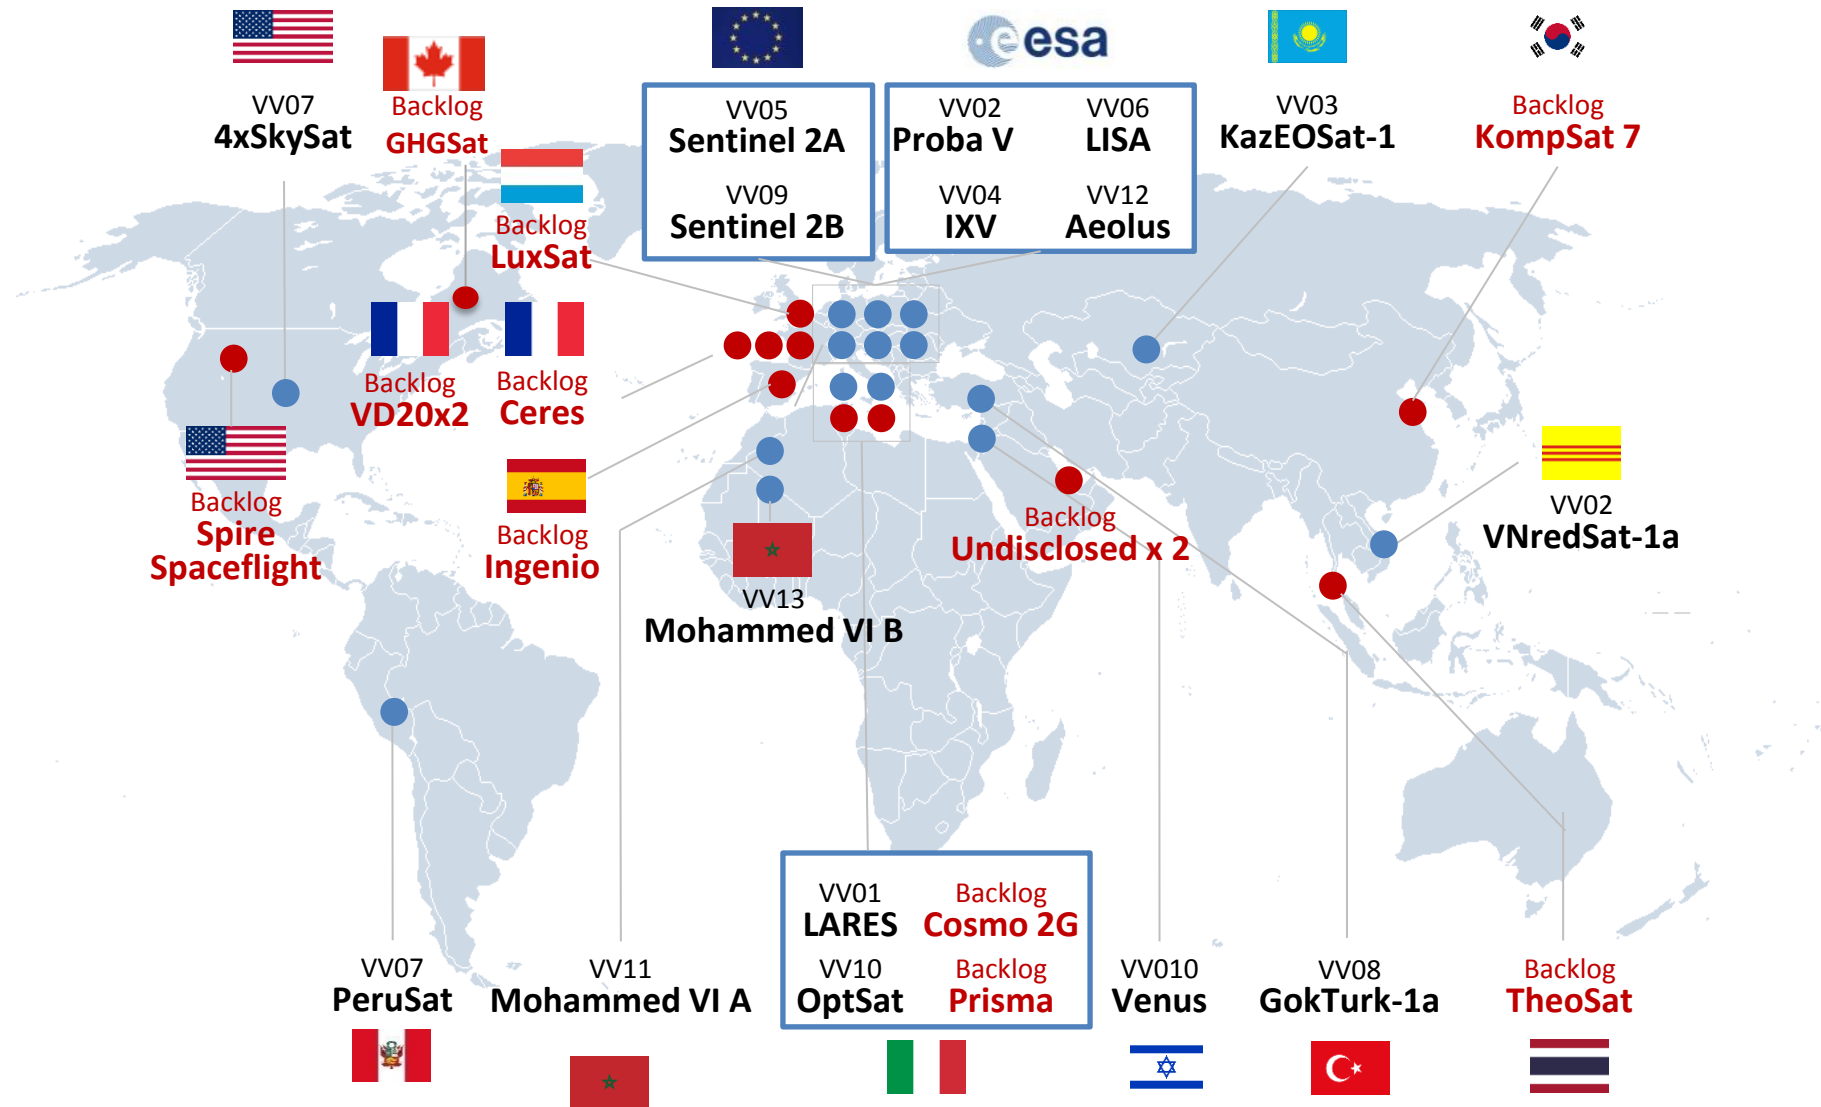 esa
VV07
4xSkySat
Backlog
GHGSat
Backlog
LuxSat
VV05
Sentinel 2A
VV09
Sentinel 2B
VV02
Proba V
VV06
LISA
VV04
IXV
VV12
Aeolus
VV03
KazEOSat-1
Backlog
KompSat 7
Backlog
VD20x2
Backlog
Ceres
Backlog
Spire
Spaceflight
Backlog
Ingenio
VV13
Mohammed VI B
Backlog
Undisclosed x 2
VV02
VNredSat-1a
VV07
PeruSat
VV11
Mohammed VI A
VV01
LARES
Backlog
Cosmo 2G
VV10
OptSat
Backlog
Prisma
VV010
Venus
VV08
GokTurk-1a
Backlog
TheoSat